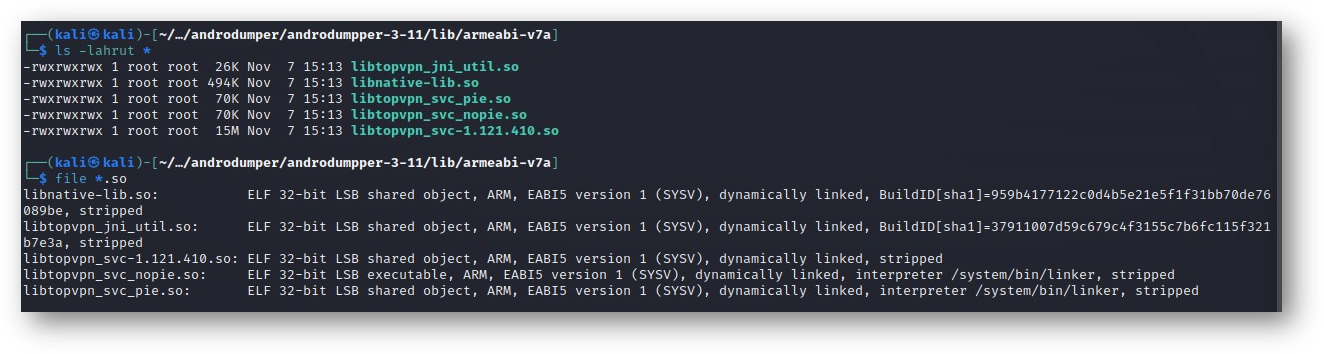 ┌──(kali㉿kali)-[~/…/androdumper/androdumpper-3-11/lib/armeabi-v7a]
└─$ ls -lahrut *
-rwxrwxrwx 1 root root  26K Nov  7 15:13 libtopvpn_jni_util.so
-rwxrwxrwx 1 root root 494K Nov  7 15:13 libnative-lib.so
-rwxrwxrwx 1 root root  70K Nov  7 15:13 libtopvpn_svc_pie.so
-rwxrwxrwx 1 root root  70K Nov  7 15:13 libtopvpn_svc_nopie.so
-rwxrwxrwx 1 root root  15M Nov  7 15:13 libtopvpn_svc-1.121.410.so
┌──(kali㉿kali)-[~/…/androdumper/androdumpper-3-11/lib/armeabi-v7a]
└─$ file *.so
libnative-lib.so:           ELF 32-bit LSB shared object, ARM, EABI5 version 1 (SYSV), dynamically linked, BuildID[sha1]=959b4177122c0d4b5e21e5f1f31bb70de76
089be, stripped
libtopvpn_jni_util.so:      ELF 32-bit LSB shared object, ARM, EABI5 version 1 (SYSV), dynamically linked, BuildID[sha1]=37911007d59c679c4f3155c7b6fc115f321
b7e3a, stripped
libtopvpn_svc-1.121.410.so: ELF 32-bit LSB shared object, ARM, EABI5 version 1 (SYSV), dynamically linked, stripped
libtopvpn_svc_nopie.so:     ELF 32-bit LSB executable, ARM, EABI5 version 1 (SYSV), dynamically linked, interpreter /system/bin/linker, stripped
libtopvpn_svc_pie.so:       ELF 32-bit LSB shared object, ARM, EABI5 version 1 (SYSV), dynamically linked, interpreter /system/bin/linker, stripped